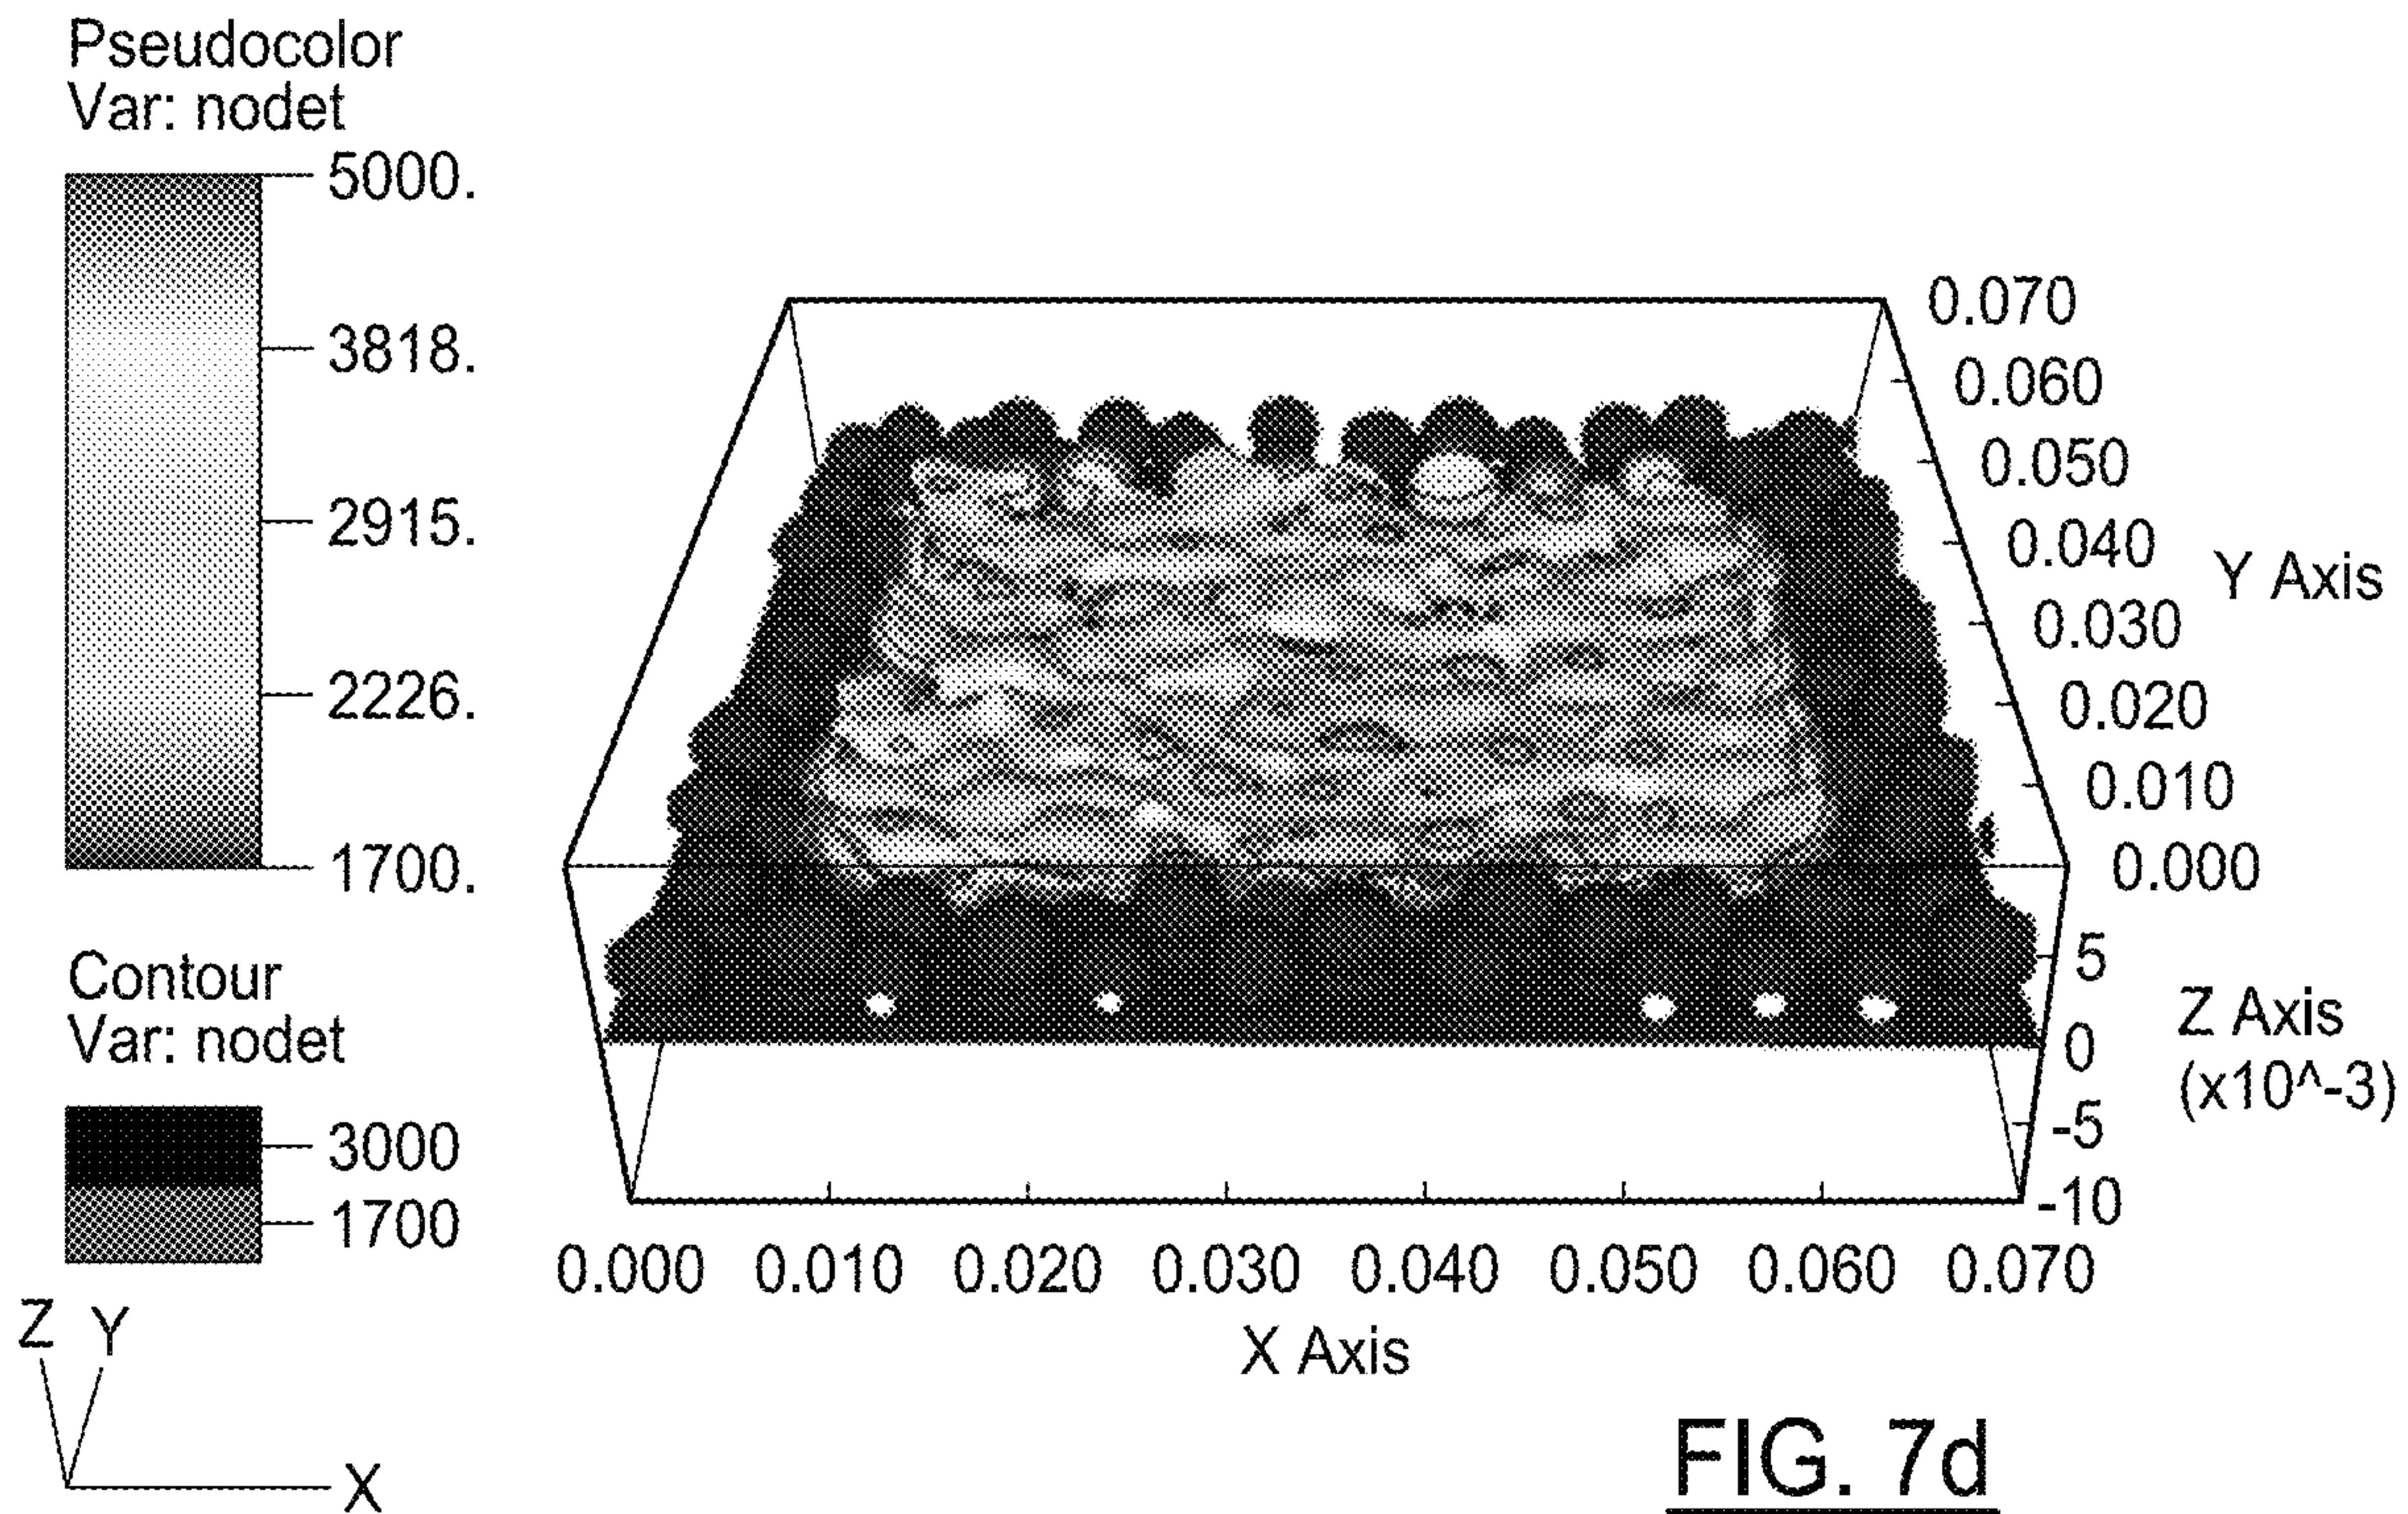 Pseudocolor
Var: nodet
5000.
3818.
2915.
2226.
1700.
Contour
Var: nodet
3000
1700
Z Y
X
0.070
0.060
0.050
0.040
Y Axis
0.030
0.020
0.010
0.000
5
Z Axis
0
(x10^-3)
-5
-10
0.000 0.010 0.020 0.030 0.040 0.050 0.060 0.070
X Axis
FIG. 7d